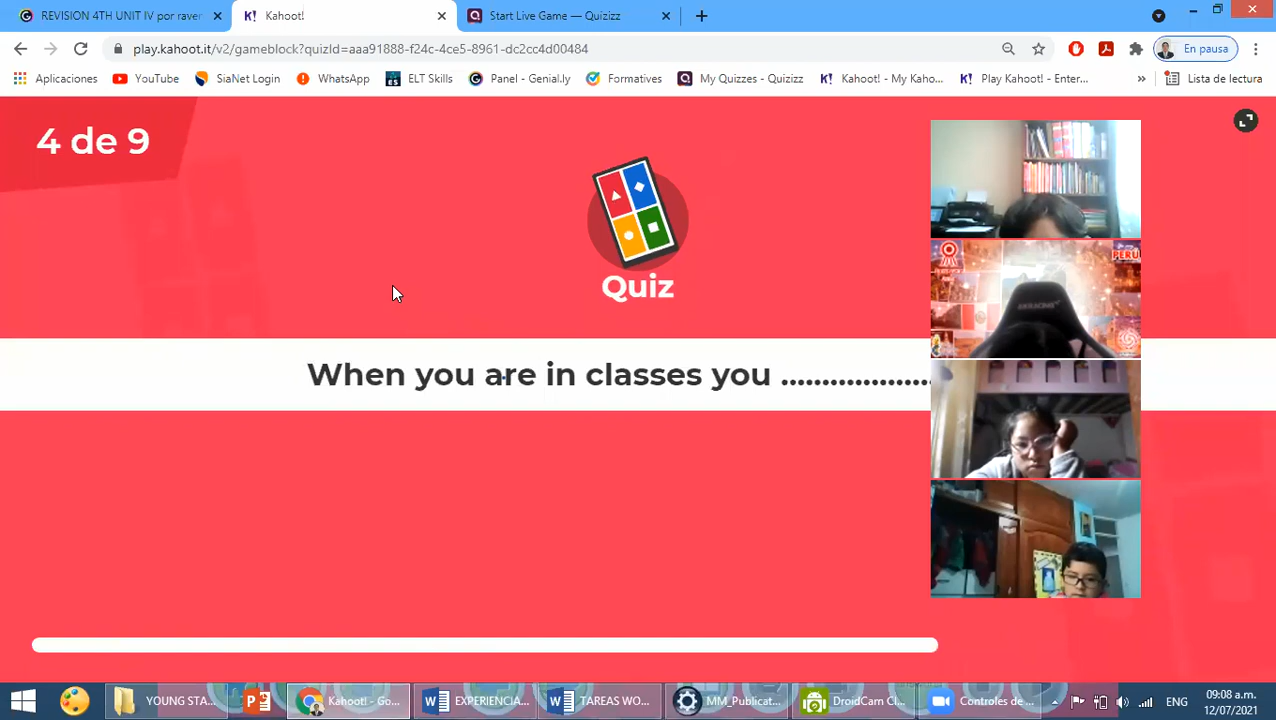 REVISION 4TH UNIT IV por raver
Kahoot!
Start Live Game — Quizizz
play.kahoot.it/v2/gameblock?quizId=aaa91888-f24c-4ce5-8961-dc2cc4d00484
En pausa
Aplicaciones
YouTube
SiaNet Login
WhatsApp
ELT Skills
Panel - Genial.ly
Formatives
My Quizzes - Quizizz
Kahoot! - My Kaho...
Play Kahoot! - Enter...
»
Lista de lectura
4 de 9
Quiz
PERÚ
When you are in classes you ..................
YOUNG STA...
Kahoot! - Go...
EXPERIENCIA...
TAREAS WO...
MM_Publicat...
DroidCam Cl...
Controles de ...
ENG
09:08 a.m.
12/07/2021